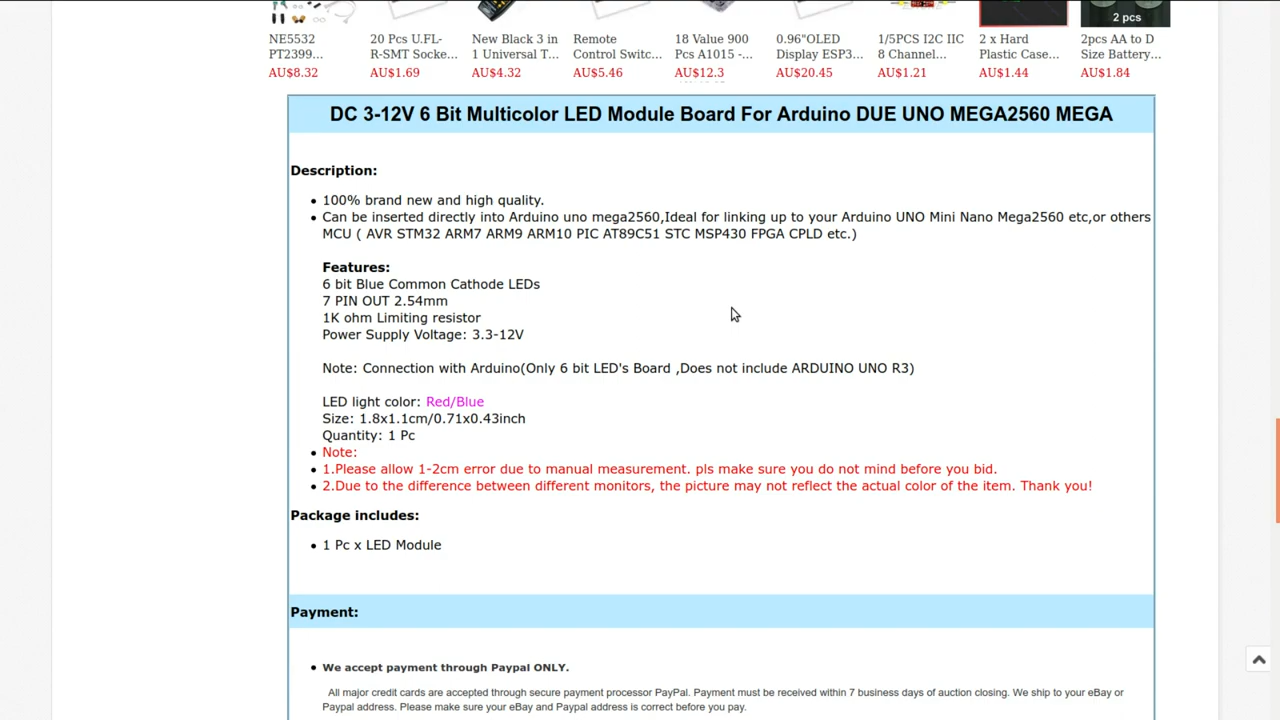 2 pcs
NE5532 PT2399...
20 Pcs U.FL-R-SMT Socke...
New Black 3 in 1 Universal T...
Remote Control Switc...
18 Value 900 Pcs A1015 -...
0.96"OLED Display ESP3...
1/5PCS I2C IIC 8 Channel...
2 x Hard Plastic Case...
2pcs AA to D Size Battery...
AU$8.32 AU$1.69 AU$4.32 AU$5.46 AU$12.3 AU$20.45 AU$1.21 AU$1.44 AU$1.84
DC 3-12V 6 Bit Multicolor LED Module Board For Arduino DUE UNO MEGA2560 MEGA
Description:
100% brand new and high quality.
Can be inserted directly into Arduino uno mega2560,Ideal for linking up to your Arduino UNO Mini Nano Mega2560 etc,or others
MCU ( AVR STM32 ARM7 ARM9 ARM10 PIC AT89C51 STC MSP430 FPGA CPLD etc.)
Features:
6 bit Blue Common Cathode LEDs
7 PIN OUT 2.54mm
1K ohm Limiting resistor
Power Supply Voltage: 3.3-12V
Note: Connection with Arduino(Only 6 bit LED's Board ,Does not include ARDUINO UNO R3)
LED light color: Red/Blue
Size: 1.8x1.1cm/0.71x0.43inch
Quantity: 1 Pc
Note:
1.Please allow 1-2cm error due to manual measurement. pls make sure you do not mind before you bid.
2.Due to the difference between different monitors, the picture may not reflect the actual color of the item. Thank you!
Package includes:
1 Pc x LED Module
Payment:
We accept payment through Paypal ONLY.
All major credit cards are accepted through secure payment processor PayPal. Payment must be received within 7 business days of auction closing. We ship to your eBay or
Paypal address. Please make sure your eBay and Paypal address is correct before you pay.